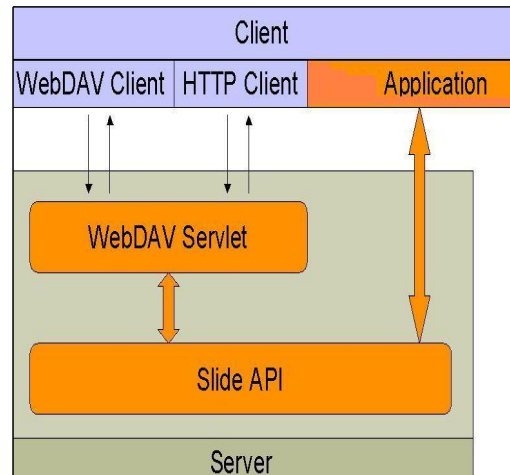 Client
WebDAV Client HTTP Client Application
WebDAV Servlet
Slide API
Server